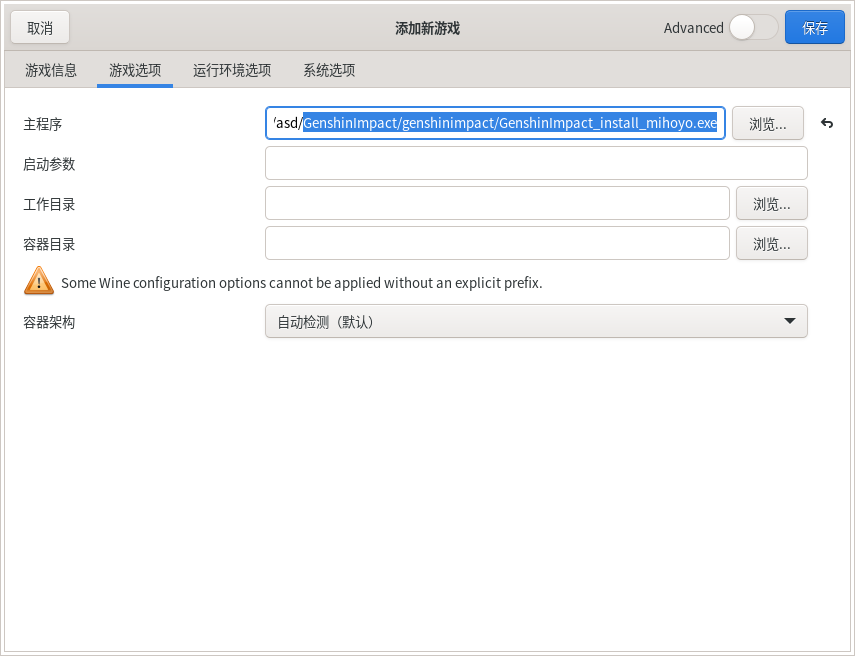 取消 添加新游戏 Advanced 保存
游戏信息 游戏选项 运行环境选项 系统选项
主程序 /asd/GenshinImpact/genshinimpact/GenshinImpact_install_mihoyo.exe 浏览...
启动参数
工作目录 浏览...
容器目录 浏览...
Some Wine configuration options cannot be applied without an explicit prefix.
容器架构 自动检测（默认）